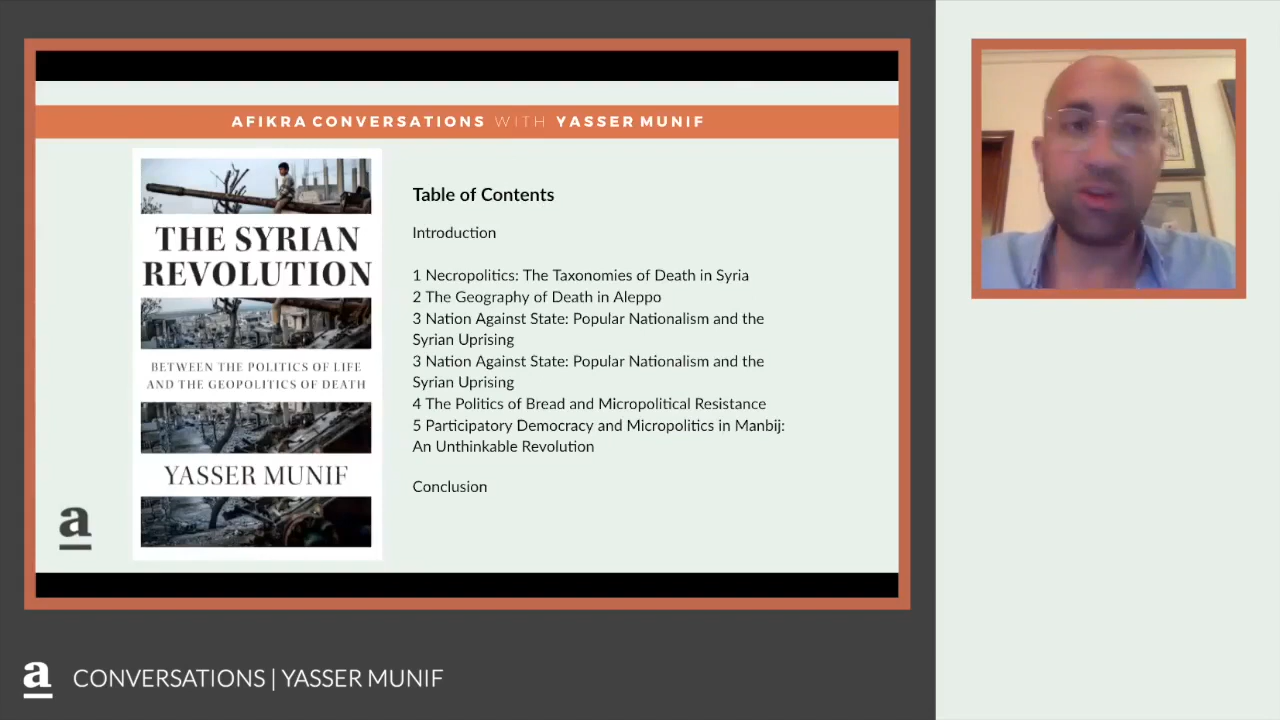 AFIKRA CONVERSATIONS WITH YASSER MUNIF
THE SYRIAN
REVOLUTION
BETWEEN THE POLITICS OF LIFE
AND THE GEOPOLITICS OF DEATH
YASSER MUNIF
a
Table of Contents
Introduction
1 Necropolitics: The Taxonomies of Death in Syria
2 The Geography of Death in Aleppo
3 Nation Against State: Popular Nationalism and the
Syrian Uprising
3 Nation Against State: Popular Nationalism and the
Syrian Uprising
4 The Politics of Bread and Micropolitical Resistance
5 Participatory Democracy and Micropolitics in Manbij:
An Unthinkable Revolution
Conclusion
a CONVERSATIONS | YASSER MUNIF